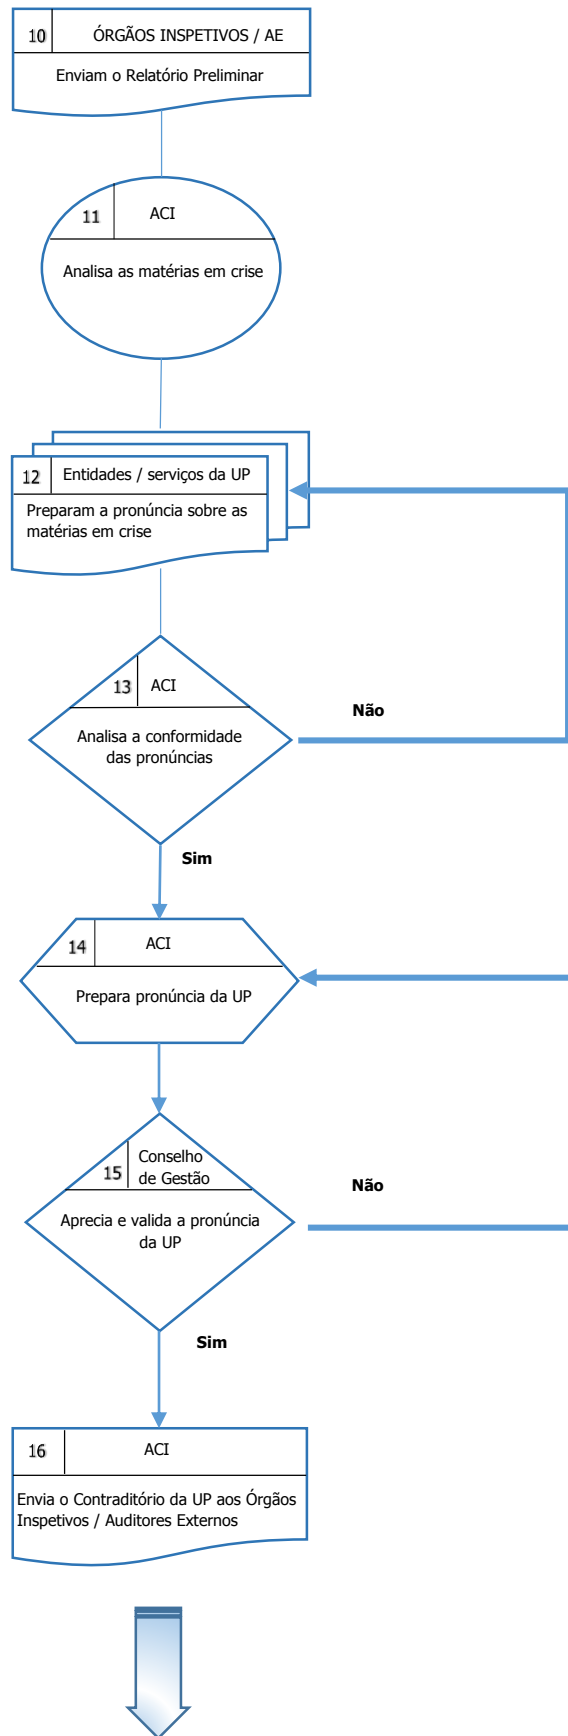 10 ÓRGÃOS INSPETIVOS / AE
Enviam o Relatório Preliminar
11 ACI
Analisa as matérias em crise
12 Entidades / serviços da UP
Preparam a pronúncia sobre as
matérias em crise
13 ACI
Analisa a conformidade
das pronúncias
Não
Sim
14 ACI
Prepara pronúncia da UP
15 Conselho
de Gestão
Aprecia e valida a pronúncia
da UP
Não
Sim
16 ACI
Envia o Contraditório da UP aos Órgãos
Inspetivos / Auditores Externos